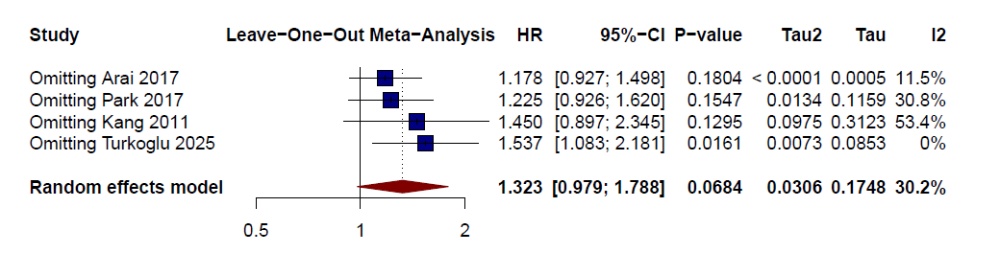 Study Leave−One−Out Meta−Analysis HR 95%−CI P−value Tau2 Tau I2
Omitting Arai 2017 1.178 [0.927; 1.498] 0.1804 < 0.0001 0.0005 11.5%
Omitting Park 2017 1.225 [0.926; 1.620] 0.1547 0.0134 0.1159 30.8%
Omitting Kang 2011 1.450 [0.897; 2.345] 0.1295 0.0975 0.3123 53.4%
Omitting Turkoglu 2025 1.537 [1.083; 2.181] 0.0161 0.0073 0.0853 0%
Random effects model 1.323 [0.979; 1.788] 0.0684 0.0306 0.1748 30.2%
0.5 1 2